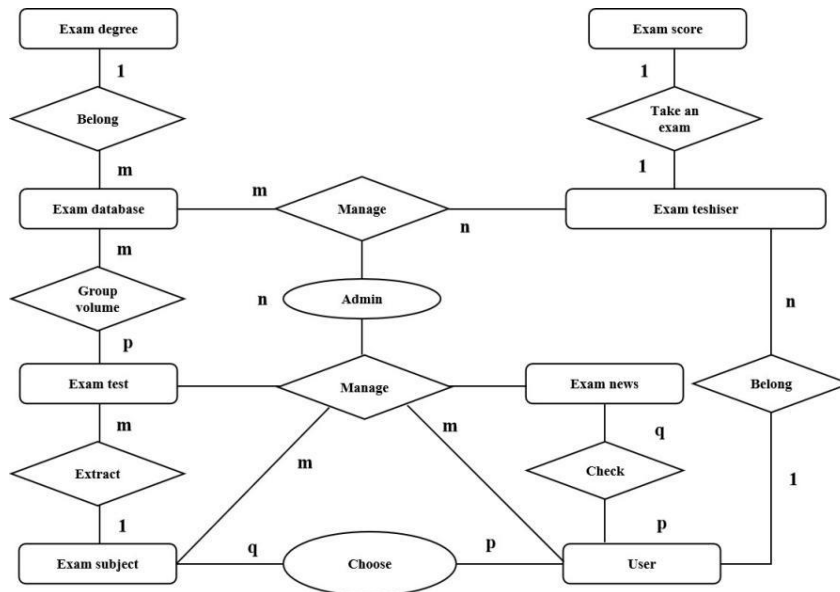 Exam degree
Exam score
1
1
Belong
Take an
exam
m
1
Exam database
m
Manage
n
Exam teshiser
m
Group
volume
n
Admin
n
p
Exam test
Manage
Exam news
Belong
m
m
m
q
Extract
Check
1
1
p
Exam subject
q
Choose
p
User